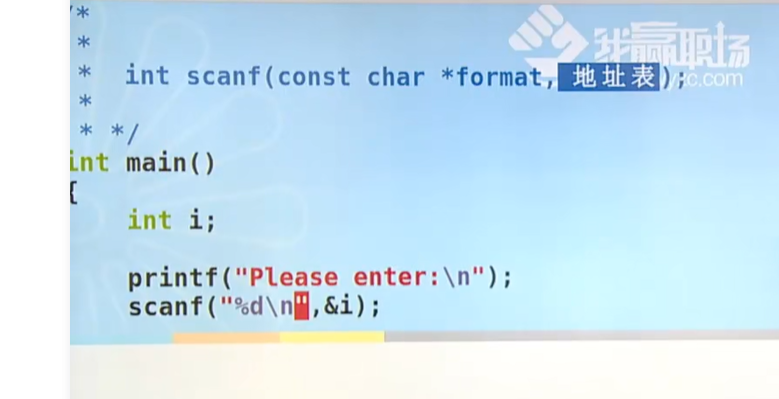 /*
*
* int scanf(const char *format, 地址表);
*
* */
int main()
{
int i;
printf("Please enter:\n");
scanf("%d\n",&i);
我赢职场